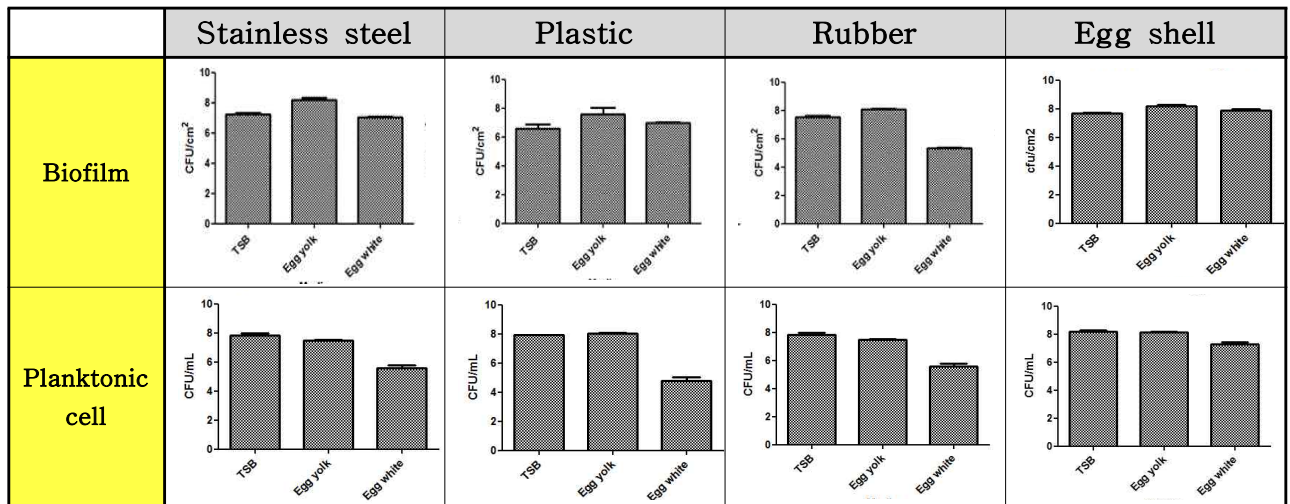 Stainless steel
Plastic
Rubber
Egg shell
Biofilm
CFU/cm2
10
8
6
4
2
0
TSB
Egg yolk
Egg white
CFU/cm2
10
8
6
4
2
0
TSB
Egg yolk
Egg white
CFU/cm2
10
8
6
4
2
0
TSB
Egg yolk
Egg white
cfu/cm2
10
8
6
4
2
0
TSB
Egg yolk
Egg white
Planktonic
cell
CFU/mL
10
8
6
4
2
0
TSB
Egg yolk
Egg white
CFU/mL
10
8
6
4
2
0
TSB
Egg yolk
Egg white
CFU/mL
10
8
6
4
2
0
TSB
Egg yolk
Egg white
CFU/mL
10
8
6
4
2
0
TSB
Egg yolk
Egg white